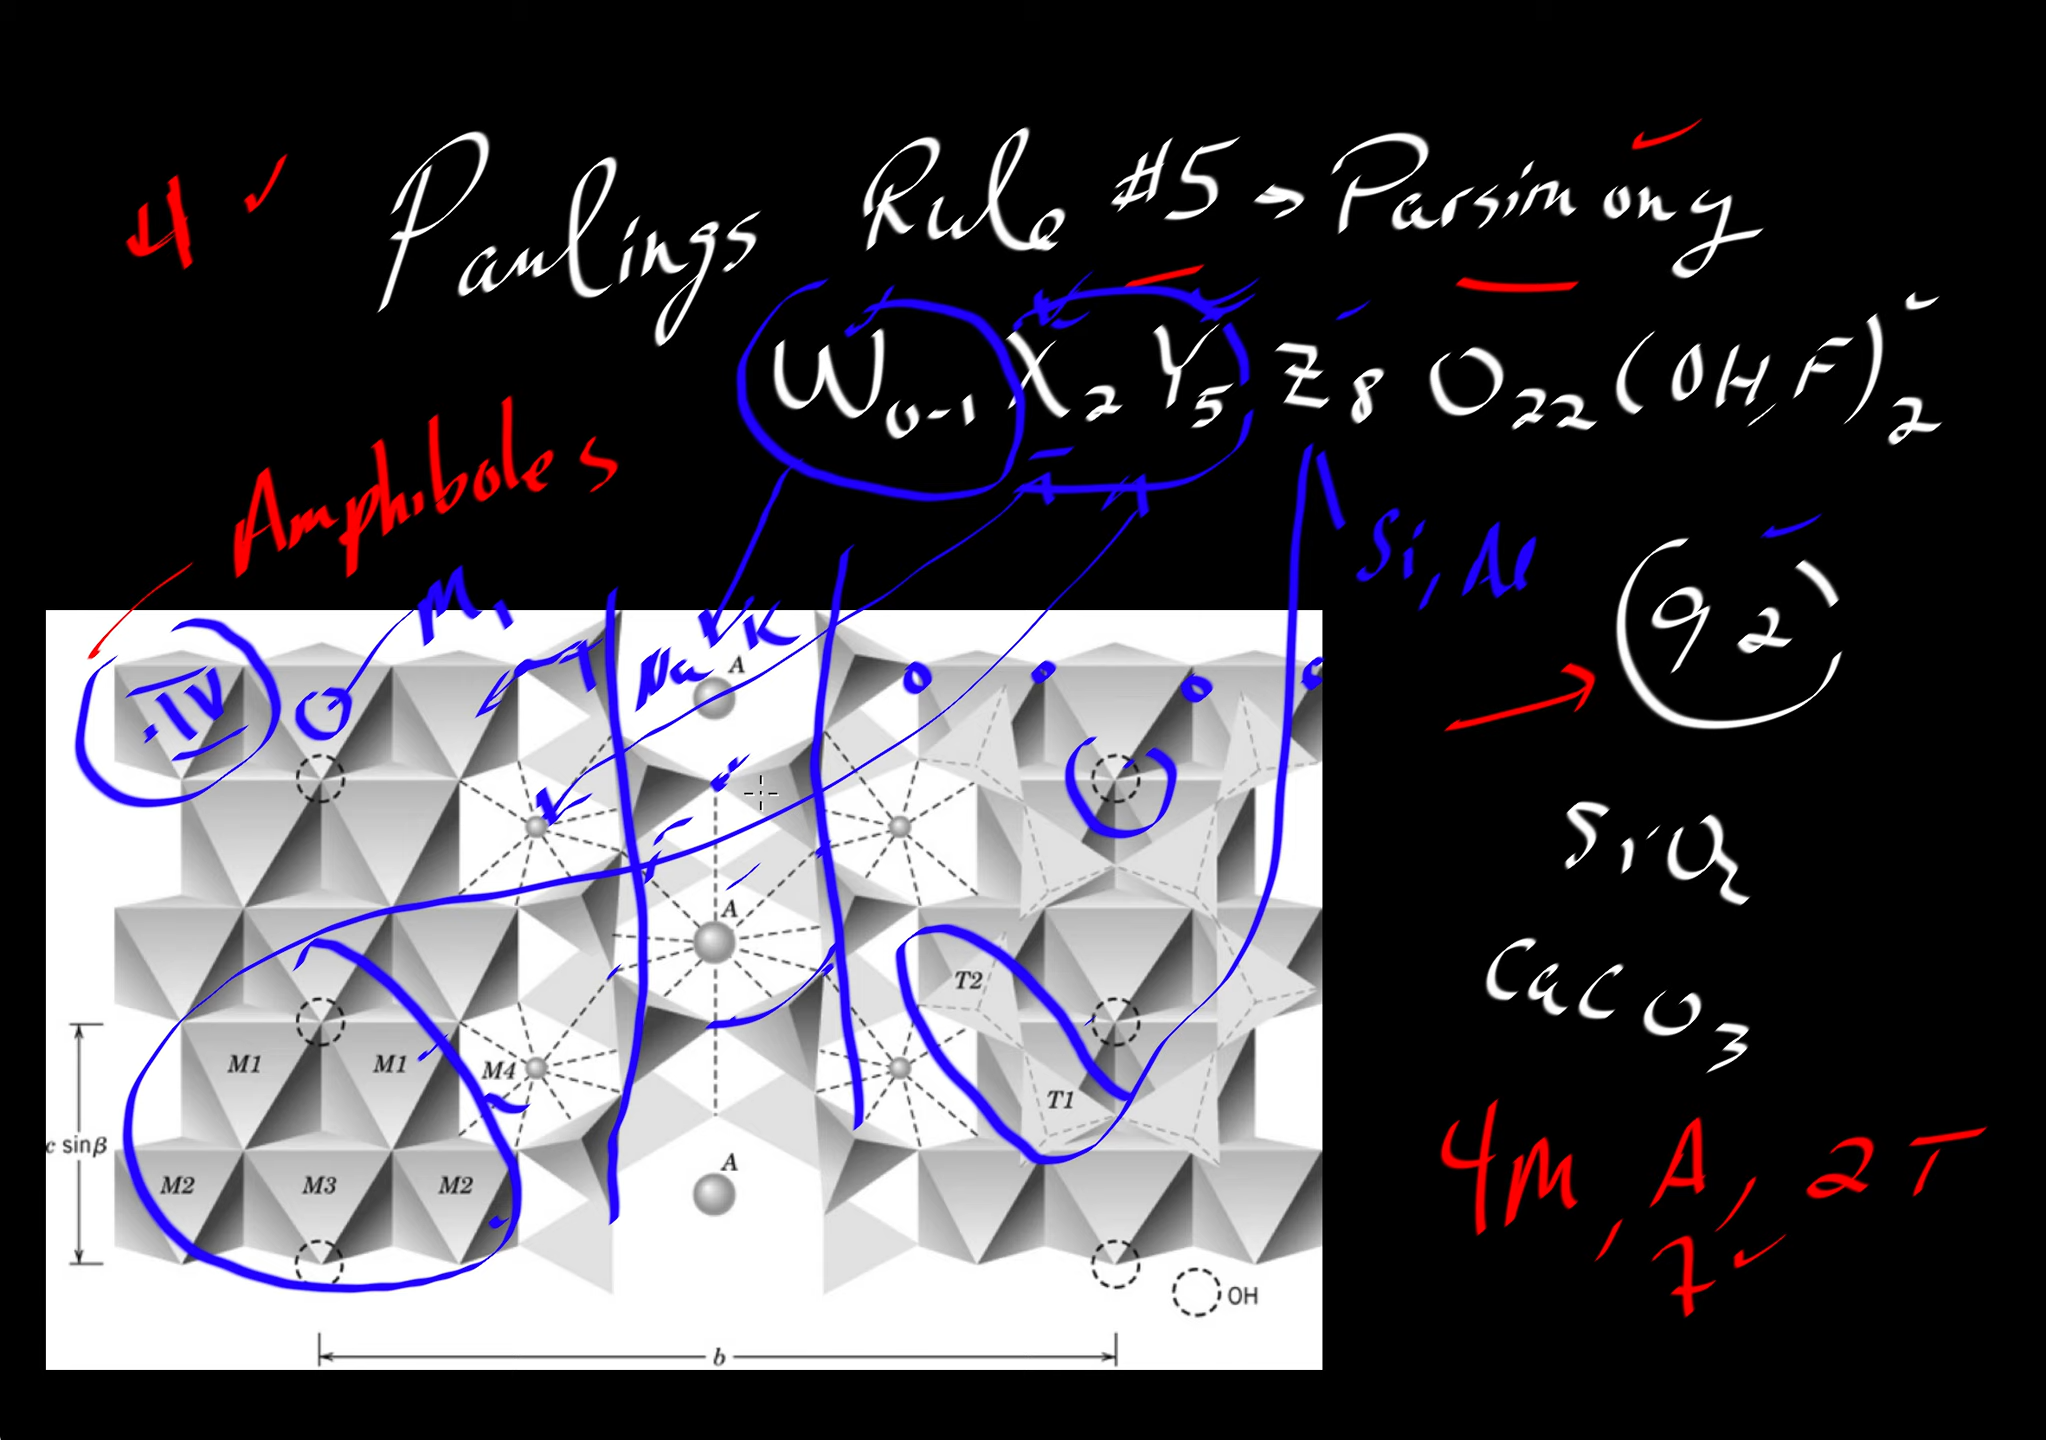 4 Paulings Rule #5 → Parsimony
W0-1 X2 Y5 Z8 O22 (OH, F)2
Amphiboles
Si, Al
M1
Na K
IV
92
A
SiO2
A
T2
CaCO3
M1 M1 M4
T1
c sinβ
4M, A, 2T
M2 M3 M2
A
7
OH
b